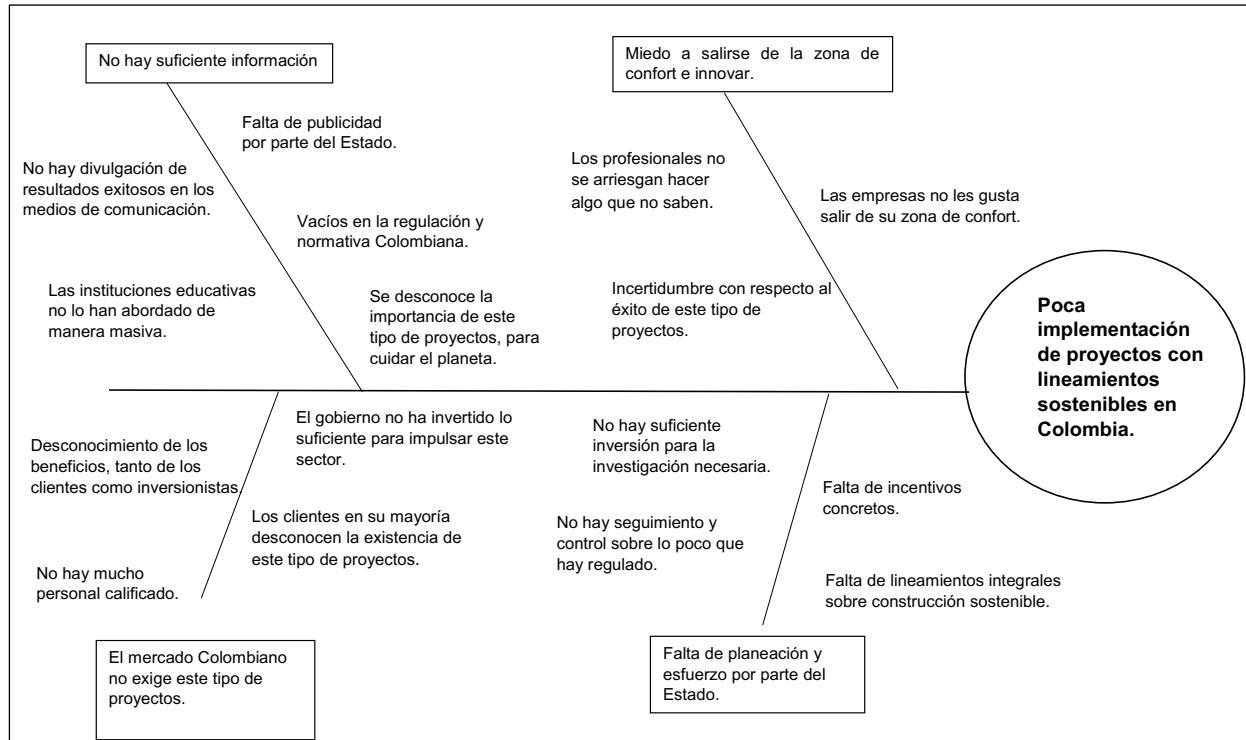 No hay suficiente información
Miedo a salirse de la zona de
confort e innovar.
Falta de publicidad
por parte del Estado.
No hay divulgación de
resultados exitosos en los
medios de comunicación.
Vacíos en la regulación y
normativa Colombiana.
Las instituciones educativas
no lo han abordado de
manera masiva.
Se desconoce la
importancia de este
tipo de proyectos, para
cuidar el planeta.
Los profesionales no
se arriesgan hacer
algo que no saben.
Las empresas no les gusta
salir de su zona de confort.
Incertidumbre con respecto al
éxito de este tipo de
proyectos.
Poca
implementación
de proyectos con
lineamientos
sostenibles en
Colombia.
El gobierno no ha invertido lo
suficiente para impulsar este
sector.
Desconocimiento de los
beneficios, tanto de los
clientes como inversionistas.
Los clientes en su mayoría
desconocen la existencia de
este tipo de proyectos.
No hay mucho
personal calificado.
El mercado Colombiano
no exige este tipo de
proyectos.
No hay suficiente
inversión para la
investigación necesaria.
Falta de incentivos
concretos.
No hay seguimiento y
control sobre lo poco que
hay regulado.
Falta de lineamientos integrales
sobre construcción sostenible.
Falta de planeación y
esfuerzo por parte del
Estado.